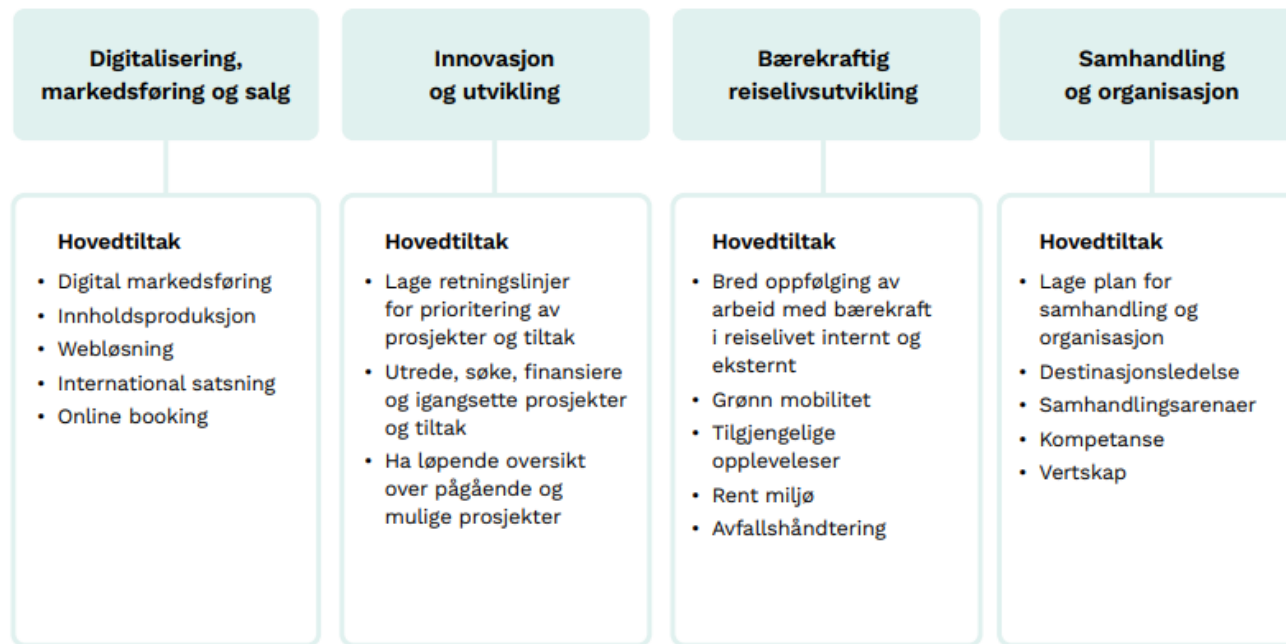 Digitalisering,
markedsføring og salg
Hovedtiltak
• Digital markedsføring
• Innholdsproduksjon
• Webløsning
• International satsning
• Online booking
Innovasjon
og utvikling
Hovedtiltak
• Lage retningslinjer
for prioritering av
prosjekter og tiltak
• Utrede, søke, finansiere
og igangsette prosjekter
og tiltak
• Ha løpende oversikt
over pågående og
mulige prosjekter
Bærekraftig
reiselivsutvikling
Hovedtiltak
• Bred oppfølging av
arbeid med bærekraft
i reiselivet internt og
eksternt
• Grønn mobilitet
• Tilgjengelige
oppleveleser
• Rent miljø
• Avfallshåndtering
Samhandling
og organisasjon
Hovedtiltak
• Lage plan for
samhandling og
organisasjon
• Destinasjonsledelse
• Samhandlingsarenaer
• Kompetanse
• Vertskap